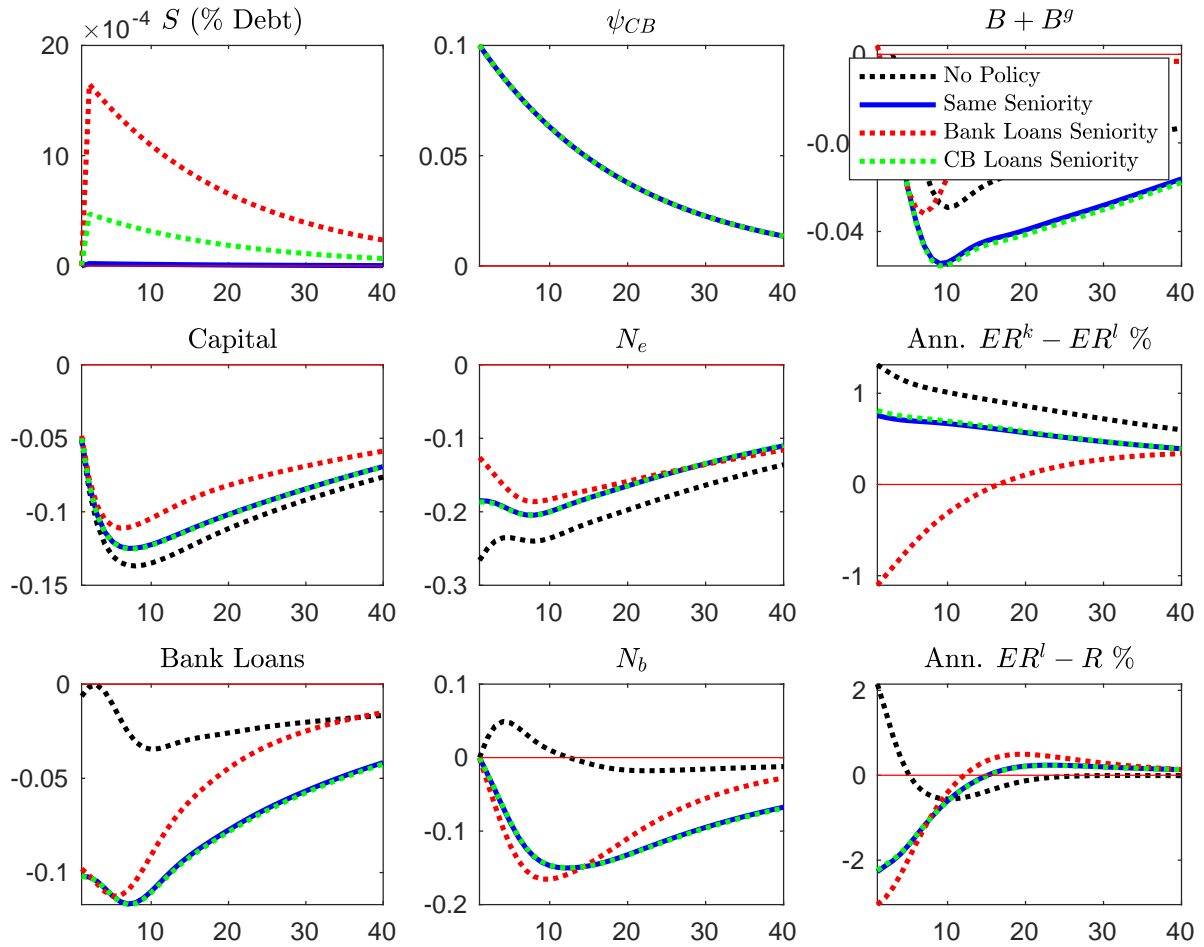 ×10⁻⁴ S (% Debt)
20
10
0
10 20 30 40
ψ_CB
0.1
0.05
0
10 20 30 40
B + B^g
0
-0.0
-0.04
10 20 30 40
No Policy
Same Seniority
Bank Loans Seniority
CB Loans Seniority
Capital
0
-0.05
-0.1
-0.15
10 20 30 40
N_e
0
-0.1
-0.2
-0.3
10 20 30 40
Ann. ER^k − ER^l %
1
0
-1
10 20 30 40
Bank Loans
0
-0.05
-0.1
10 20 30 40
N_b
0.1
0
-0.1
-0.2
10 20 30 40
Ann. ER^l − R %
2
0
-2
10 20 30 40